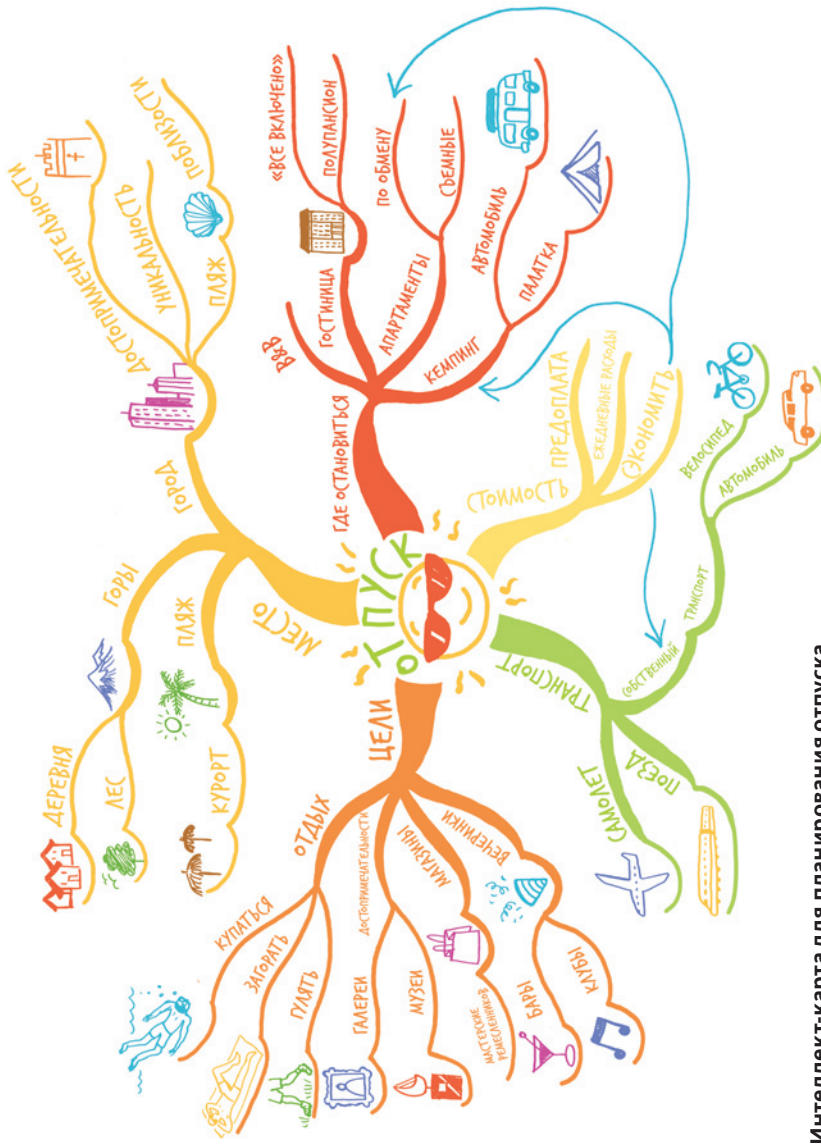 ОТПУСК
МЕСТО
ГОРОД
ДОСТОПРИМЕЧАТЕЛЬНОСТИ
УНИКАЛЬНОСТЬ
ПЛЯЖ
ПОБЛИЗОСТИ
ГОРЫ
ДЕРЕВНЯ
ЛЕС
ПЛЯЖ
КУРОРТ
ГДЕ ОСТАНОВИТЬСЯ
B&B
ГОСТИНИЦА
«ВСЕ ВКЛЮЧЕНО»
ПОЛУПАНСИОН
АПАРТАМЕНТЫ
ПО ОБМЕНУ
СЪЕМНЫЕ
КЕМПИНГ
АВТОМОБИЛЬ
ПАЛАТКА
СТОИМОСТЬ
ПРЕДОПЛАТА
ЕЖЕДНЕВНЫЕ РАСХОДЫ
СЭКОНОМИТЬ
ТРАНСПОРТ
СОБСТВЕННЫЙ ТРАНСПОРТ
ВЕЛОСИПЕД
АВТОМОБИЛЬ
ПОЕЗД
САМОЛЕТ
ЦЕЛИ
ОТДЫХ
КУПАТЬСЯ
ЗАГОРАТЬ
ГУЛЯТЬ
ДОСТОПРИМЕЧАТЕЛЬНОСТИ
ГАЛЕРЕИ
МУЗЕИ
МАГАЗИНЫ
МАСТЕРСКИЕ
РЕМЕСЛЕННИКОВ
ВЕЧЕРИНКИ
БАРЫ
КЛУБЫ
Интеллект-карта для планирования отпуска